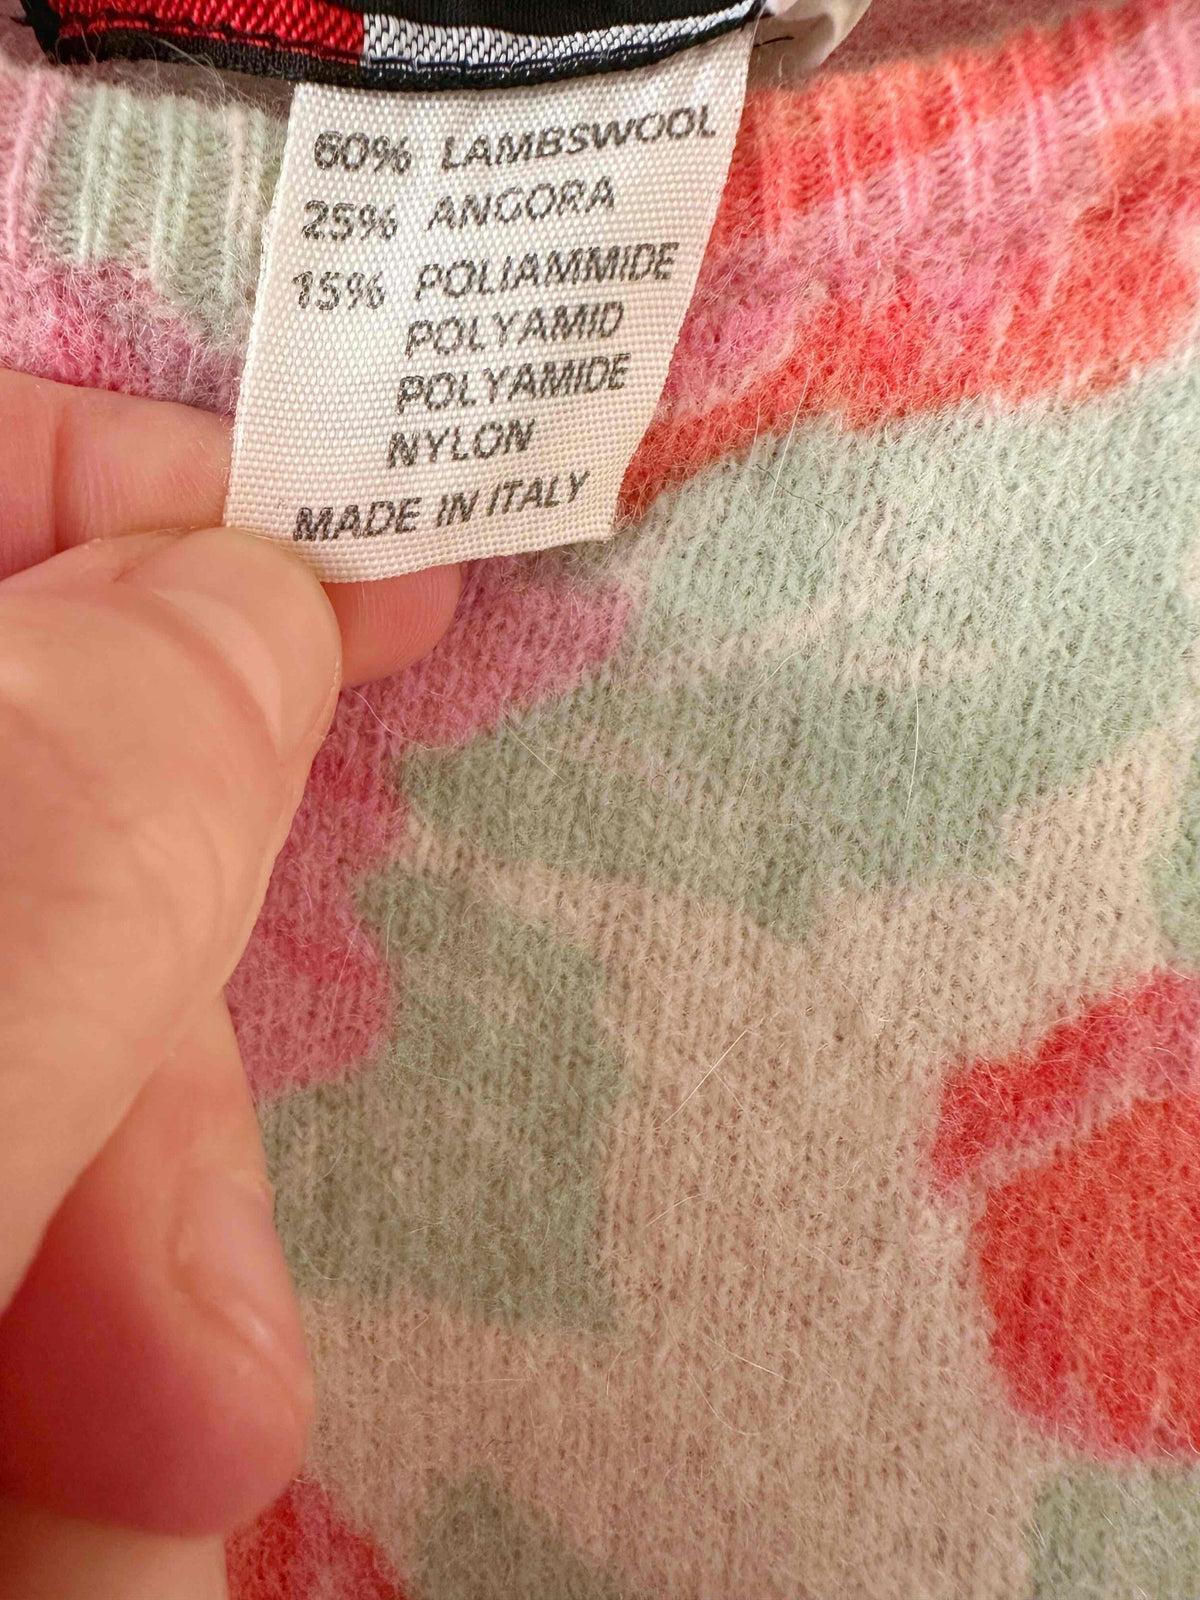 60% LAMBSWOOL
25% ANGORA
15% POLIAMMIDE
POLYAMID
POLYAMIDE
NYLON
MADE IN ITALY